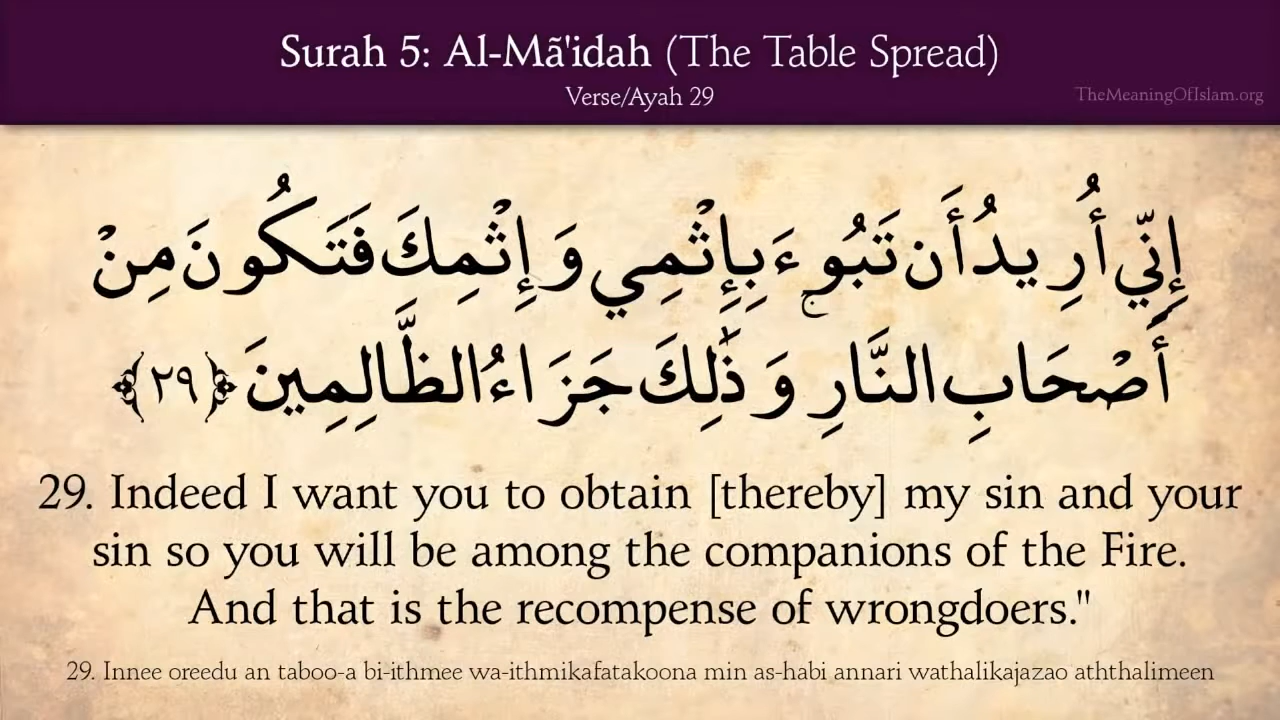 Surah 5: Al-Mã'idah (The Table Spread)
Verse/Ayah 29
TheMeaningOfIslam.org
إِنِّي أُرِيدُ أَن تَبُوءَ بِإِثْمِي وَإِثْمِكَ فَتَكُونَ مِنْ
أَصْحَابِ النَّارِ ۚ وَذَٰلِكَ جَزَاءُ الظَّالِمِينَ ﴿٢٩﴾
29. Indeed I want you to obtain [thereby] my sin and your
sin so you will be among the companions of the Fire.
And that is the recompense of wrongdoers."
29. Innee oreedu an taboo-a bi-ithmee wa-ithmikafatakoona min as-habi annari wathalikajazao aththalimeen